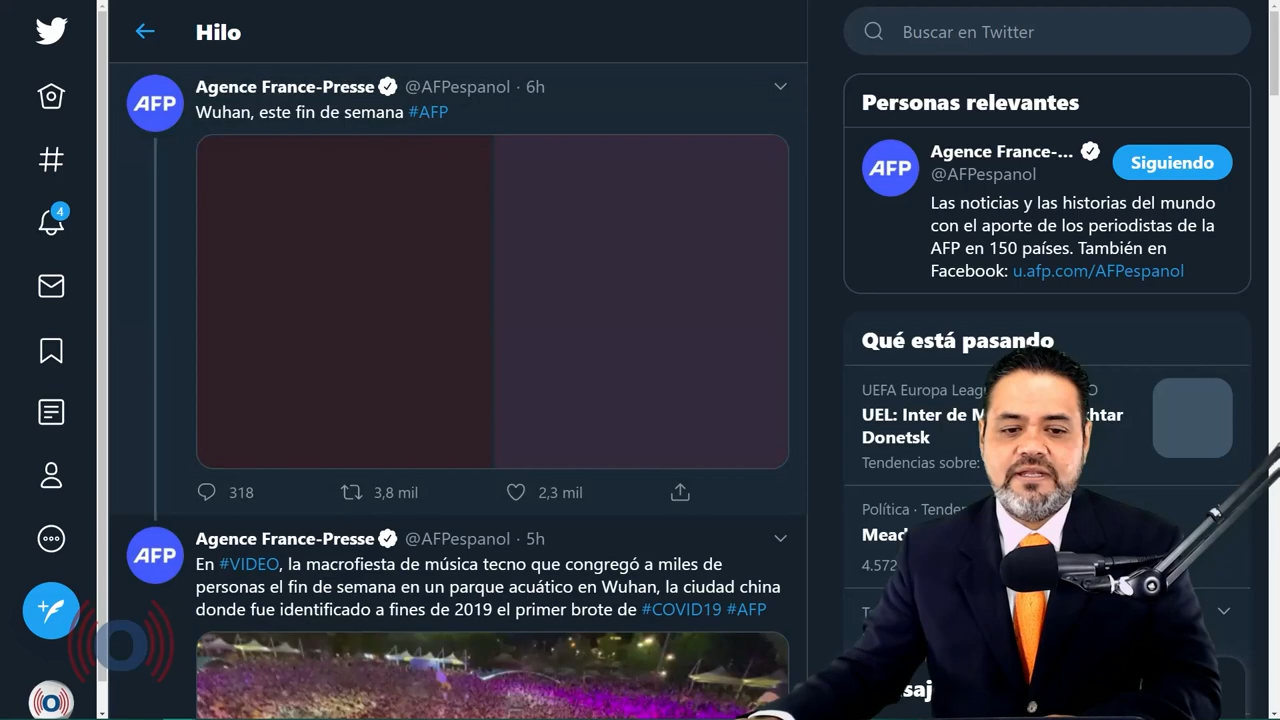 Hilo
Buscar en Twitter
AFP
Agence France-Presse @AFPespanol · 6h
Wuhan, este fin de semana #AFP
318
3,8 mil
2,3 mil
AFP
Agence France-Presse @AFPespanol · 5h
En #VIDEO, la macrofiesta de música tecno que congregó a miles de
personas el fin de semana en un parque acuático en Wuhan, la ciudad china
donde fue identificado a fines de 2019 el primer brote de #COVID19 #AFP
4
Personas relevantes
AFP
Agence France-...
@AFPespanol
Siguiendo
Las noticias y las historias del mundo
con el aporte de los periodistas de la
AFP en 150 países. También en
Facebook: u.afp.com/AFPespanol
Qué está pasando
UEFA Europa
UEL: Inter de
Donetsk
Tendencias sobre:
Política ·
4.572